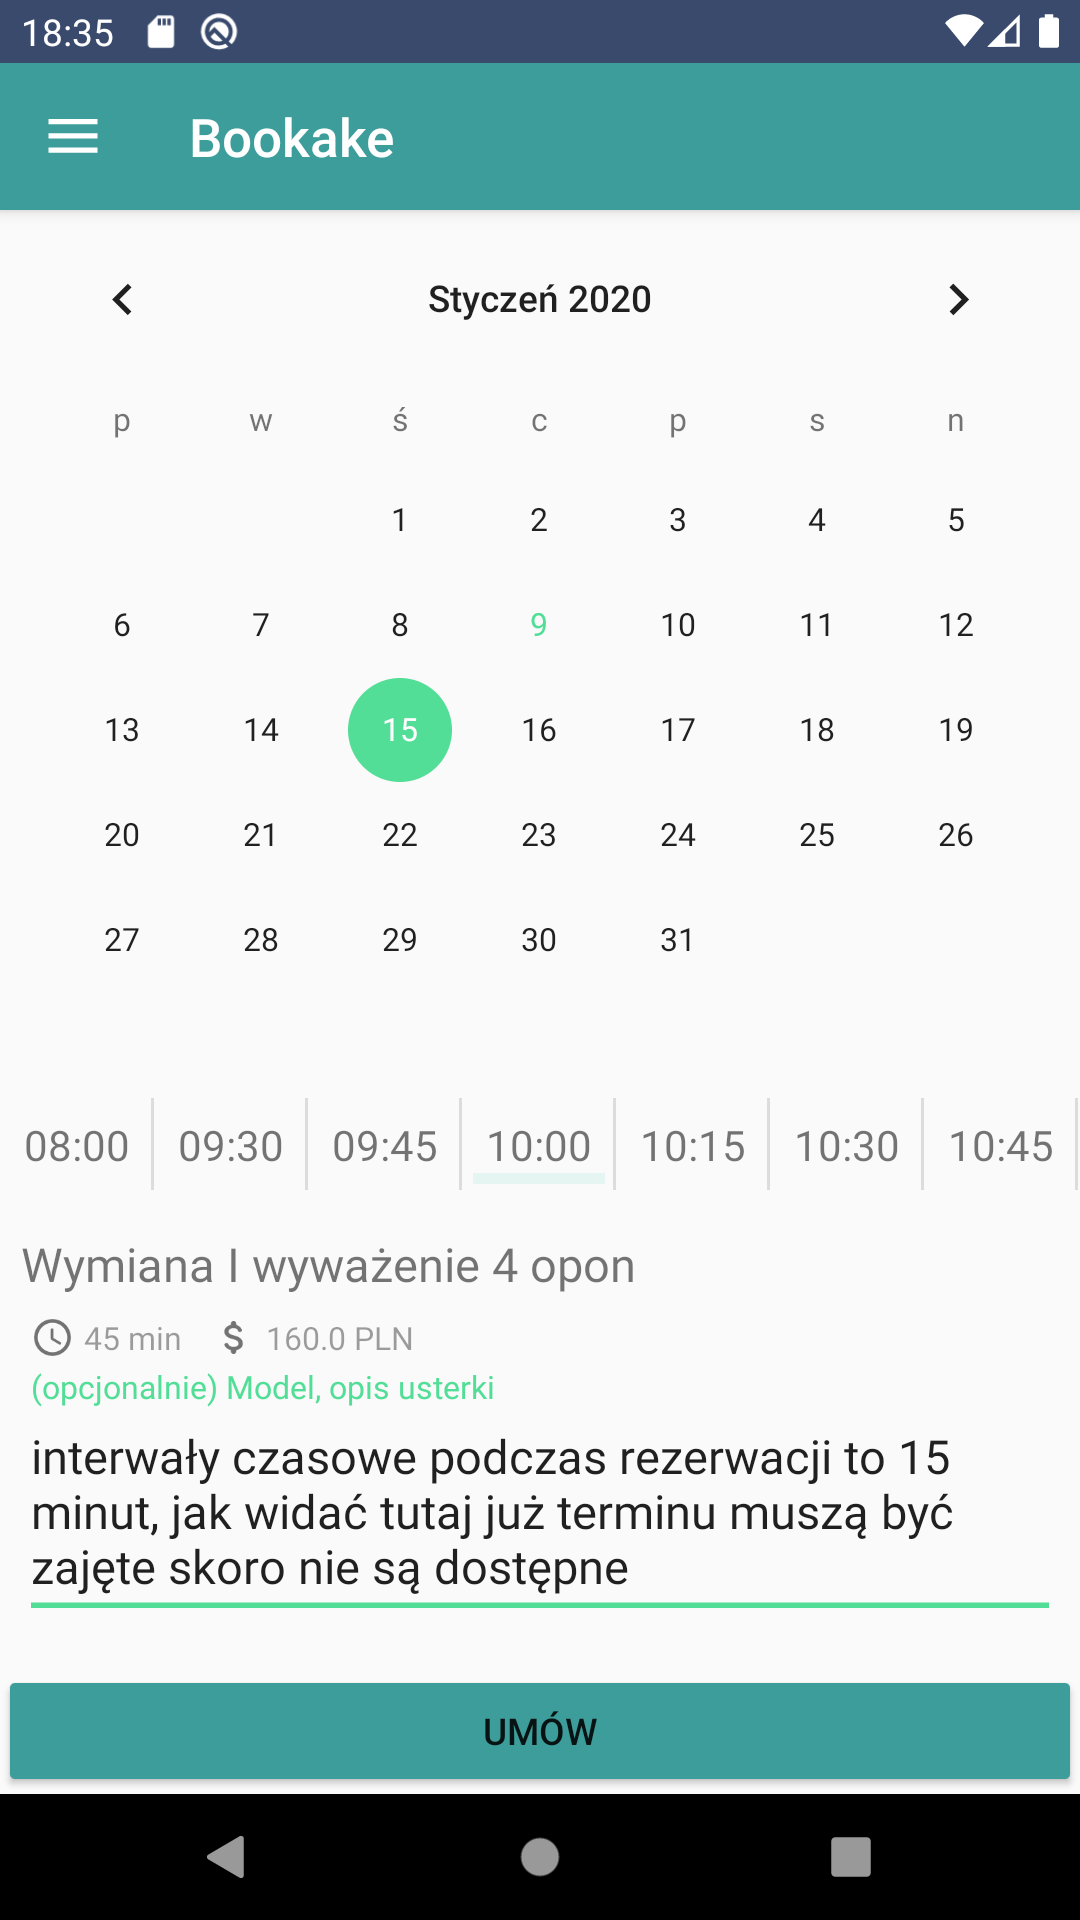 18:35
Bookake
Styczeń 2020
p w ś c p s n
1 2 3 4 5
6 7 8 9 10 11 12
13 14 15 16 17 18 19
20 21 22 23 24 25 26
27 28 29 30 31
08:00 09:30 09:45 10:00 10:15 10:30 10:45
Wymiana I wyważenie 4 opon
45 min $ 160.0 PLN
(opcjonalnie) Model, opis usterki
interwały czasowe podczas rezerwacji to 15
minut, jak widać tutaj już terminu muszą być
zajęte skoro nie są dostępne
UMÓW